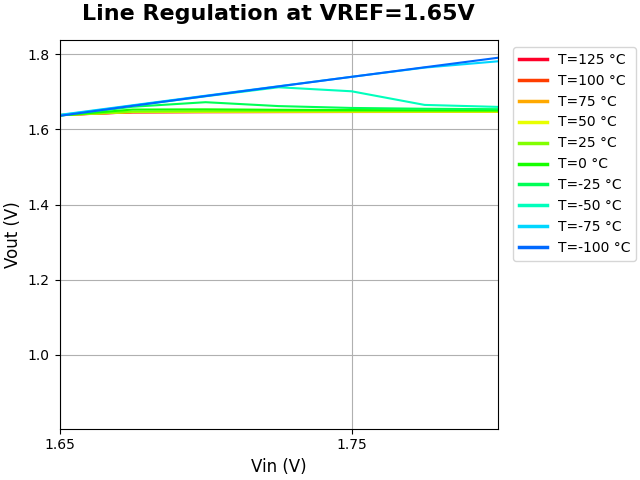 Line Regulation at VREF=1.65V
Vout (V)
1.8
1.6
1.4
1.2
1.0
1.65
1.75
Vin (V)
T=125 °C
T=100 °C
T=75 °C
T=50 °C
T=25 °C
T=0 °C
T=-25 °C
T=-50 °C
T=-75 °C
T=-100 °C